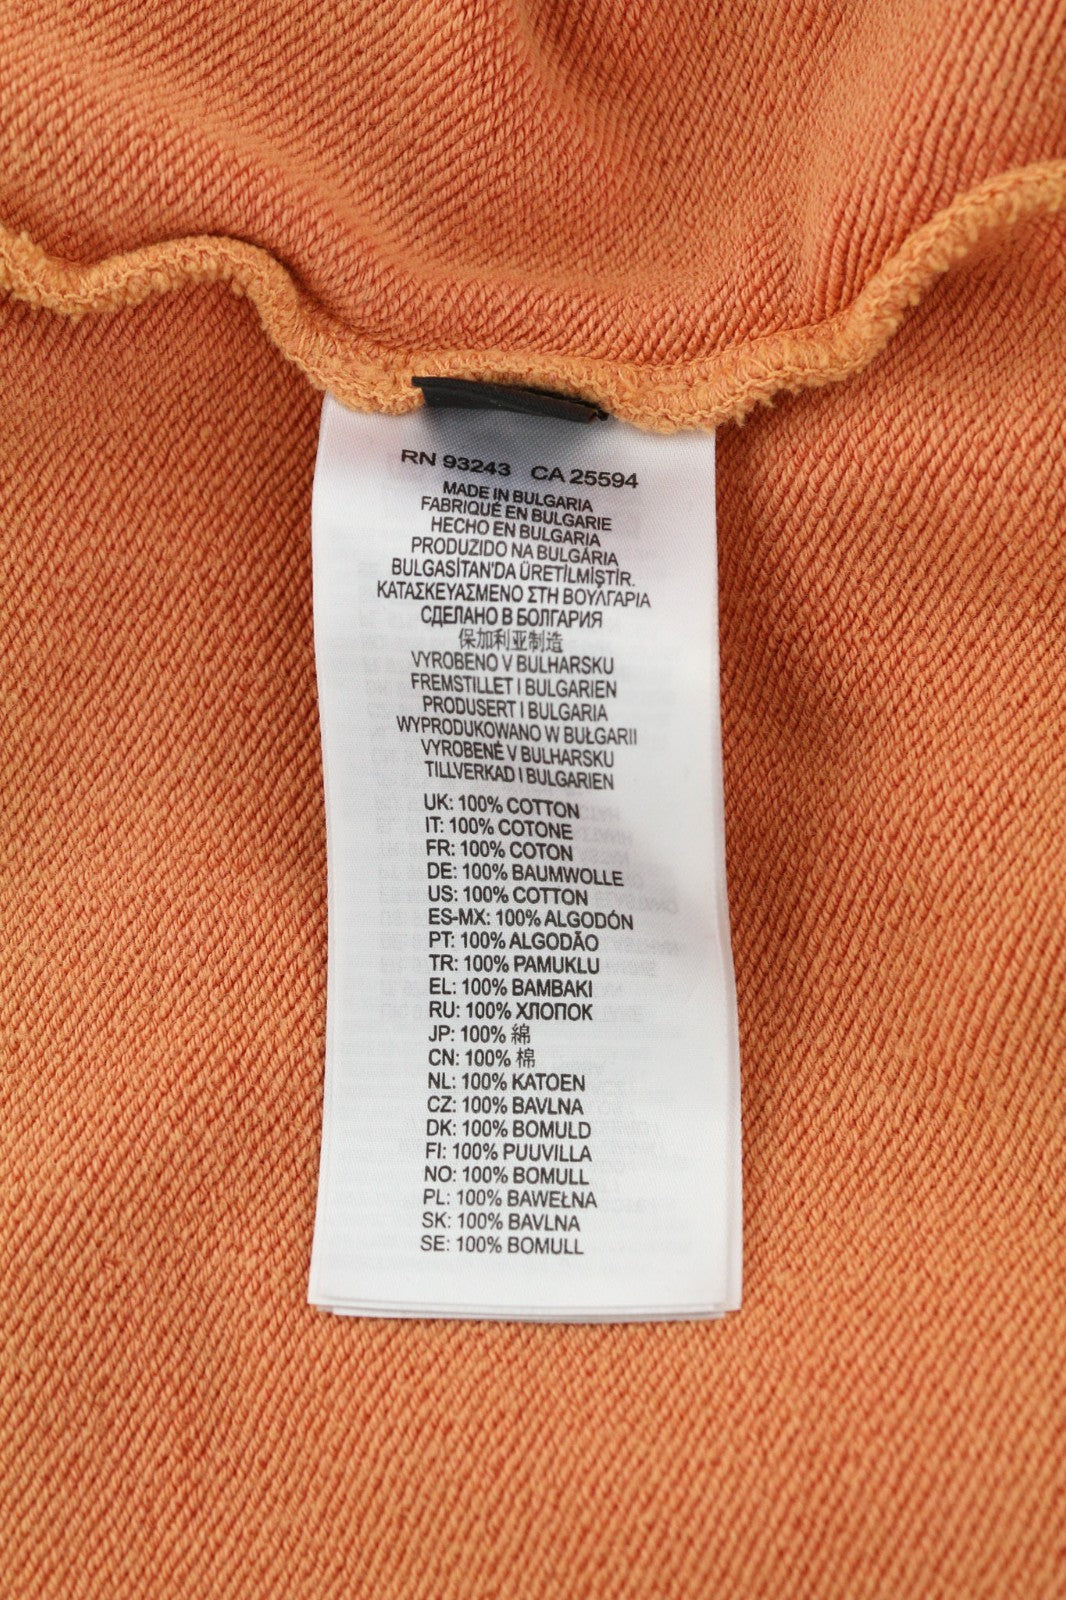 RN 93243 CA 25594
MADE IN BULGARIA
FABRIQUÉ EN BULGARIE
HECHO EN BULGARIA
PRODUZIDO NA BULGÁRIA
BULGASİTAN'DA ÜRETİLMİŞTİR.
ΚΑΤΑΣΚΕΥΑΣΜΕΝΟ ΣΤΗ ΒΟΥΛΓΑΡΙΑ
СДЕЛАНО В БОЛГАРИЯ
保加利亚制造
VYROBENO V BULHARSKU
FREMSTILLET I BULGARIEN
PRODUSERT I BULGARIA
WYPRODUKOWANO W BUŁGARII
VYROBENÉ V BULHARSKU
TILLVERKAD I BULGARIEN
UK: 100% COTTON
IT: 100% COTONE
FR: 100% COTON
DE: 100% BAUMWOLLE
US: 100% COTTON
ES-MX: 100% ALGODÓN
PT: 100% ALGODÃO
TR: 100% PAMUKLU
EL: 100% ΒΑΜΒΑΚΙ
RU: 100% ХЛОПОК
JP: 100% 綿
CN: 100% 棉
NL: 100% KATOEN
CZ: 100% BAVLNA
DK: 100% BOMULD
FI: 100% PUUVILLA
NO: 100% BOMULL
PL: 100% BAWEŁNA
SK: 100% BAVLNA
SE: 100% BOMULL